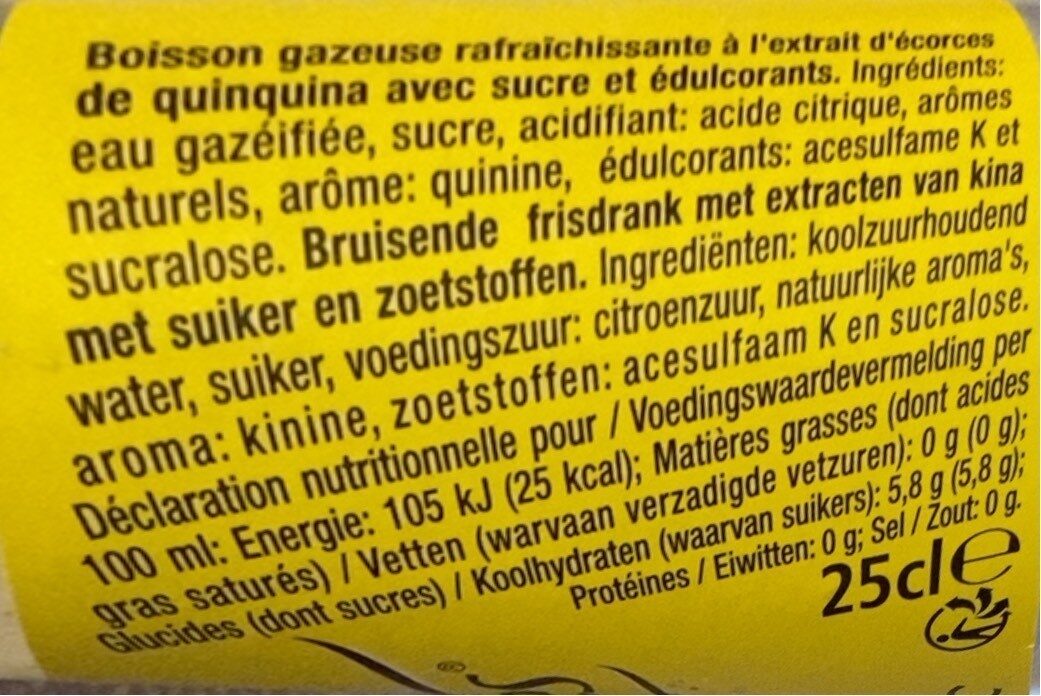 Boisson gazeuse rafraîchissante à l'extrait d'écorces
de quinquina avec sucre et édulcorants. Ingrédients:
eau gazéifiée, sucre, acidifiant: acide citrique, arômes
naturels, arôme: quinine, édulcorants: acesulfame K et
sucralose. Bruisende frisdrank met extracten van kina
met suiker en zoetstoffen. Ingrediënten: koolzuurhoudend
water, suiker, voedingszuur: citroenzuur, natuurlijke aroma's,
aroma: kinine, zoetstoffen: acesulfaam K en sucralose.
Déclaration nutritionnelle pour / Voedingswaardevermelding per
100 ml: Energie: 105 kJ (25 kcal); Matières grasses (dont acides
gras saturés) / Vetten (warvaan verzadigde vetzuren): 0 g (0 g);
Glucides (dont sucres) / Koolhydraten (waarvan suikers): 5,8 g (5,8 g);
Protéines / Eiwitten: 0 g; Sel / Zout: 0 g.
25cl e